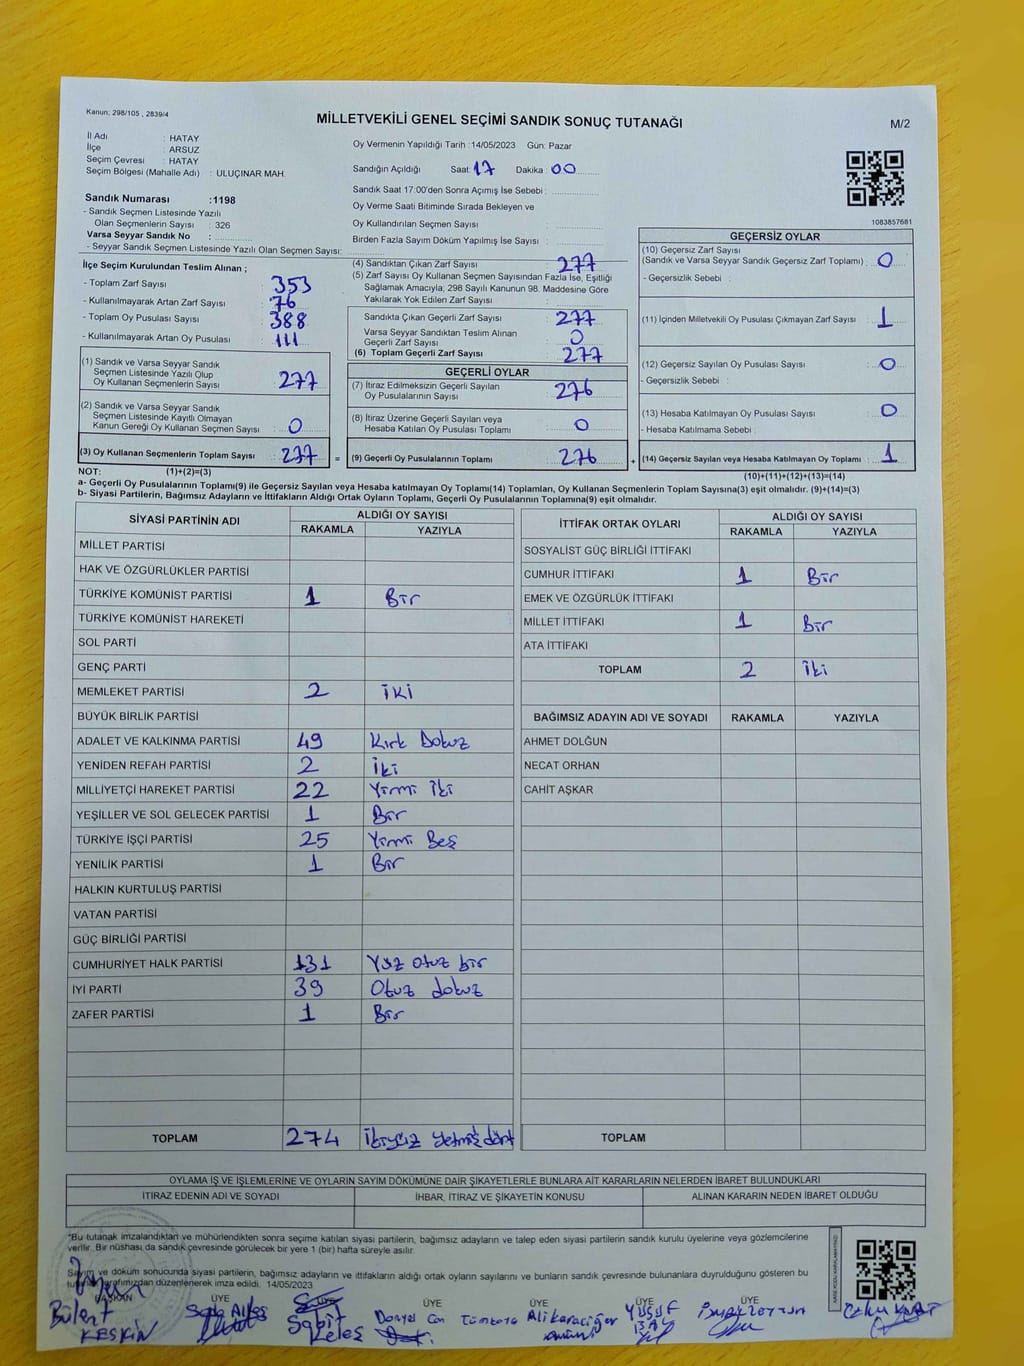 Kanun; 298/105 , 2839/4
MİLLETVEKİLİ GENEL SEÇİMİ SANDIK SONUÇ TUTANAĞI
M/2
İl Adı : HATAY
İlçe : ARSUZ
Seçim Çevresi : HATAY
Seçim Bölgesi (Mahalle Adı) : ULUÇINAR MAH.
Oy Vermenin Yapıldığı Tarih :14/05/2023 Gün: Pazar
Sandığın Açıldığı Saat: 17 Dakika : 00
Sandık Saat 17:00'den Sonra Açımış İse Sebebi :
Oy Verme Saati Bitiminde Sırada Bekleyen ve
Oy Kullandırılan Seçmen Sayısı :
Birden Fazla Sayım Döküm Yapılmış İse Sayısı :
1083857681
Sandık Numarası :1198
- Sandık Seçmen Listesinde Yazılı
Olan Seçmenlerin Sayısı : 326
Varsa Seyyar Sandık No :
- Seyyar Sandık Seçmen Listesinde Yazılı Olan Seçmen Sayısı:
İlçe Seçim Kurulundan Teslim Alınan ;
- Toplam Zarf Sayısı : 353
- Kullanılmayarak Artan Zarf Sayısı : 76
- Toplam Oy Pusulası Sayısı : 388
- Kullanılmayarak Artan Oy Pusulası : 111
(1) Sandık ve Varsa Seyyar Sandık
Seçmen Listesinde Yazılı Olup
Oy Kullanan Seçmenlerin Sayısı : 277
(2) Sandık ve Varsa Seyyar Sandık
Seçmen Listesinde Kayıtlı Olmayan
Kanun Gereği Oy Kullanan Seçmen Sayısı : 0
(3) Oy Kullanan Seçmenlerin Toplam Sayısı : 277
(1)+(2)=(3)
(4) Sandıktan Çıkan Zarf Sayısı : 277
(5) Zarf Sayısı Oy Kullanan Seçmen Sayısından Fazla İse, Eşitliği
Sağlamak Amacıyla; 298 Sayılı Kanunun 98. Maddesine Göre
Yakılarak Yok Edilen Zarf Sayısı :
Sandıkta Çıkan Geçerli Zarf Sayısı : 277
Varsa Seyyar Sandıktan Teslim Alınan
Geçerli Zarf Sayısı : 0
(6) Toplam Geçerli Zarf Sayısı : 277
GEÇERLİ OYLAR
(7) İtiraz Edilmeksizin Geçerli Sayılan
Oy Pusulalarının Sayısı : 276
(8) İtiraz Üzerine Geçerli Sayılan veya
Hesaba Katılan Oy Pusulası Toplamı : 0
= (9) Geçerli Oy Pusulalarının Toplamı : 276 +
GEÇERSİZ OYLAR
(10) Geçersiz Zarf Sayısı
(Sandık ve Varsa Seyyar Sandık Geçersiz Zarf Toplamı) : 0
- Geçersizlik Sebebi :
(11) İçinden Milletvekili Oy Pusulası Çıkmayan Zarf Sayısı : 1
(12) Geçersiz Sayılan Oy Pusulası Sayısı : 0
- Geçersizlik Sebebi :
(13) Hesaba Katılmayan Oy Pusulası Sayısı : 0
- Hesaba Katılmama Sebebi :
(14) Geçersiz Sayılan veya Hesaba Katılmayan Oy Toplamı : 1
(10)+(11)+(12)+(13)=(14)
NOT:
a- Geçerli Oy Pusulalarının Toplamı(9) ile Geçersiz Sayılan veya Hesaba katılmayan Oy Toplamı(14) Toplamları, Oy Kullanan Seçmenlerin Toplam Sayısına(3) eşit olmalıdır. (9)+(14)=(3)
b- Siyasi Partilerin, Bağımsız Adayların ve İttifakların Aldığı Ortak Oyların Toplamı, Geçerli Oy Pusulalarının Toplamına(9) eşit olmalıdır.
SİYASİ PARTİNİN ADI ALDIĞI OY SAYISI
RAKAMLA YAZIYLA
MİLLET PARTİSİ
HAK VE ÖZGÜRLÜKLER PARTİSİ
TÜRKİYE KOMÜNİST PARTİSİ 1 Bir
TÜRKİYE KOMÜNİST HAREKETİ
SOL PARTİ
GENÇ PARTİ
MEMLEKET PARTİSİ 2 iki
BÜYÜK BİRLİK PARTİSİ
ADALET VE KALKINMA PARTİSİ 49 Kırk Dokuz
YENİDEN REFAH PARTİSİ 2 iki
MİLLİYETÇİ HAREKET PARTİSİ 22 Yirmi iki
YEŞİLLER VE SOL GELECEK PARTİSİ 1 Bir
TÜRKİYE İŞÇİ PARTİSİ 25 Yirmi Beş
YENİLİK PARTİSİ 1 Bir
HALKIN KURTULUŞ PARTİSİ
VATAN PARTİSİ
GÜÇ BİRLİĞİ PARTİSİ
CUMHURİYET HALK PARTİSİ 131 Yüz otuz bir
İYİ PARTİ 39 Otuz dokuz
ZAFER PARTİSİ 1 Bir
TOPLAM 274 ikiyüz yetmiş dört
İTTİFAK ORTAK OYLARI ALDIĞI OY SAYISI
RAKAMLA YAZIYLA
SOSYALİST GÜÇ BİRLİĞİ İTTİFAKI
CUMHUR İTTİFAKI 1 Bir
EMEK VE ÖZGÜRLÜK İTTİFAKI
MİLLET İTTİFAKI 1 Bir
ATA İTTİFAKI
TOPLAM 2 iki
BAĞIMSIZ ADAYIN ADI VE SOYADI RAKAMLA YAZIYLA
AHMET DOLĞUN
NECAT ORHAN
CAHİT AŞKAR
TOPLAM
OYLAMA İŞ VE İŞLEMLERİNE VE OYLARIN SAYIM DÖKÜMÜNE DAİR ŞİKAYETLERLE BUNLARA AİT KARARLARIN NELERDEN İBARET BULUNDUKLARI
İTİRAZ EDENİN ADI VE SOYADI İHBAR, İTİRAZ VE ŞİKAYETİN KONUSU ALINAN KARARIN NEDEN İBARET OLDUĞU
*Bu tutanak imzalandıktan ve mühürlendikten sonra seçime katılan siyasi partilerin, bağımsız adayların ve talep eden siyasi partilerin sandık kurulu üyelerine veya gözlemcilerine
verilir. Bir nüshası da sandık çevresinde görülecek bir yere 1 (bir) hafta süreyle asılır.
Sayım ve döküm sonucunda siyasi partilerin, bağımsız adayların ve ittifakların aldığı ortak oyların sayılarını ve bunların sandık çevresinde bulunanlara duyrulduğunu gösteren bu
tutanak tarafımızdan düzenlenerek imza edildi. 14/05/2023
BAŞKAN ÜYE ÜYE ÜYE ÜYE ÜYE ÜYE
Bülent
KESKİN
Sabit
Keleş
Ali karaciğer
YUSUF